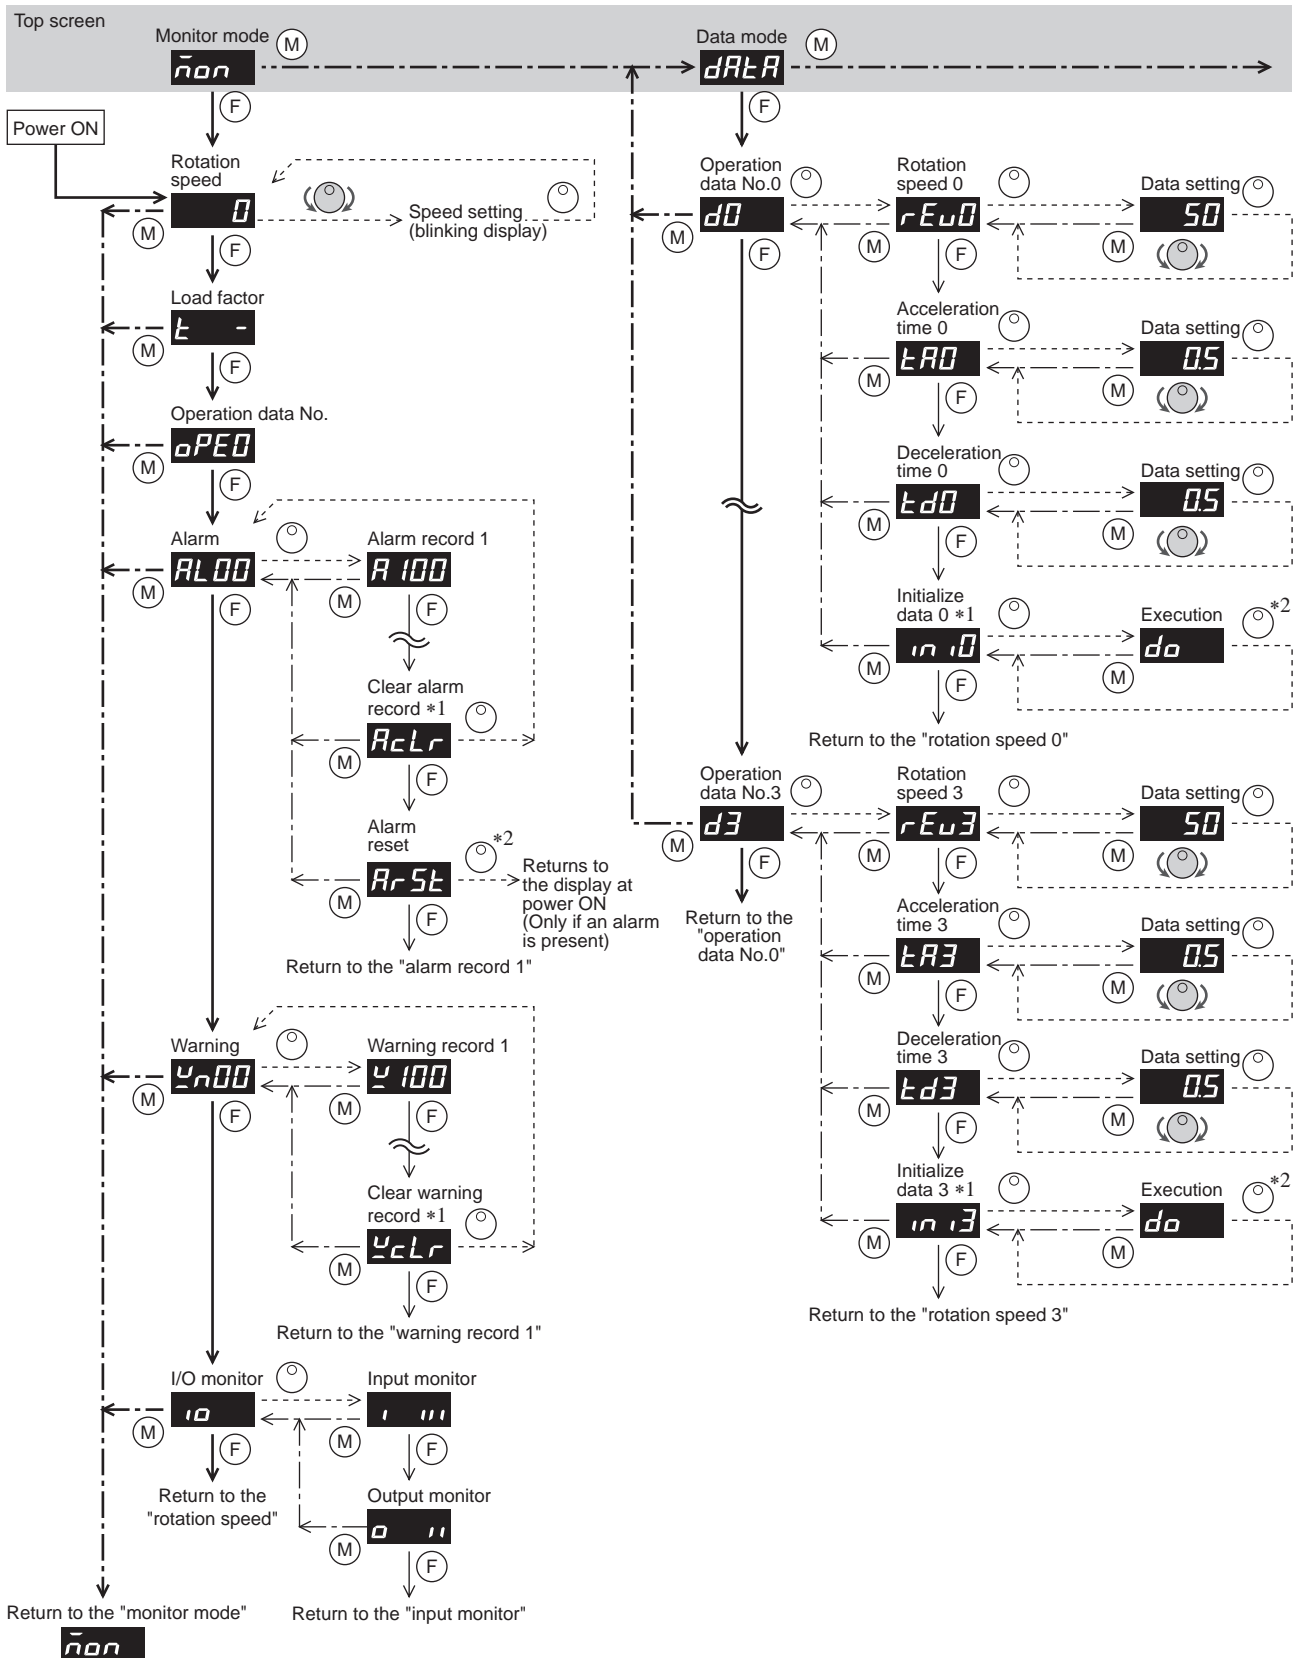 Top screen
Monitor mode
M
Data mode
M
mon
dAtA
F
F
Power ON
Rotation
speed
0
M
F
Speed setting
(blinking display)
Load factor
t -
M
F
Operation data No.
oPE0
M
F
Alarm
AL00
M
F
Alarm record 1
A100
M
F
Clear alarm
record *1
AcLr
M
F
Alarm
reset
*2
ArSt
M
F
Returns to
the display at
power ON
(Only if an alarm
is present)
Return to the "alarm record 1"
Warning
Wn00
M
F
Warning record 1
W100
M
F
Clear warning
record *1
WcLr
M
F
Return to the "warning record 1"
I/O monitor
io
M
F
Return to the
"rotation speed"
Input monitor
M
F
Output monitor
M
F
Return to the "input monitor"
Return to the "monitor mode"
mon
Operation
data No.0
d0
M
F
Rotation
speed 0
rEv0
M
F
Data setting
50
M
Acceleration
time 0
tA0
M
F
Data setting
0.5
M
Deceleration
time 0
td0
M
F
Data setting
0.5
M
Initialize
data 0 *1
ini0
M
F
Execution
*2
do
M
Return to the "rotation speed 0"
Operation
data No.3
d3
M
F
Return to the
"operation
data No.0"
Rotation
speed 3
rEv3
M
F
Data setting
50
M
Acceleration
time 3
tA3
M
F
Data setting
0.5
M
Deceleration
time 3
td3
M
F
Data setting
0.5
M
Initialize
data 3 *1
ini3
M
F
Execution
*2
do
M
Return to the "rotation speed 3"